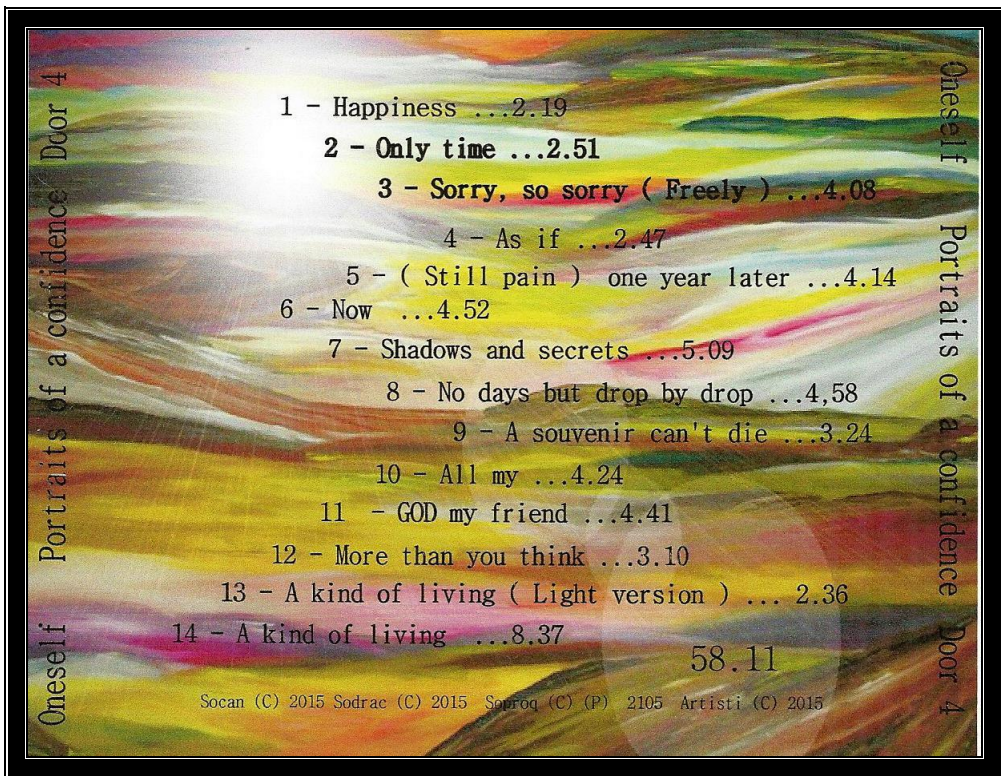 Oneself Portraits of a confidence Door 4
1 - Happiness ...2.19
2 - Only time ...2.51
3 - Sorry, so sorry ( Freely ) ...4.08
4 - As if ...2.47
5 - ( Still pain ) one year later ...4.14
6 - Now ...4.52
7 - Shadows and secrets ...5.09
8 - No days but drop by drop ...4,58
9 - A souvenir can't die ...3.24
10 - All my ...4.24
11 - GOD my friend ...4.41
12 - More than you think ...3.10
13 - A kind of living ( Light version ) ... 2.36
14 - A kind of living ...8.37
58.11
Socan (C) 2015 Sodrac (C) 2015 Soproq (C) (P) 2105 Artisti (C) 2015
Oneself Portraits of a confidence Door 4